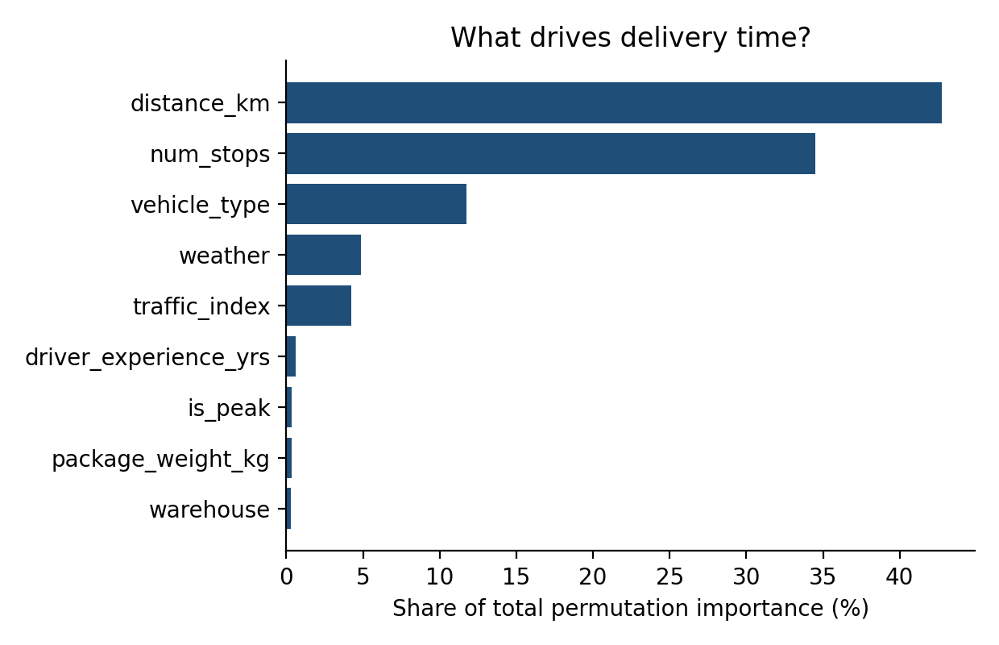 What drives delivery time?
distance_km
num_stops
vehicle_type
weather
traffic_index
driver_experience_yrs
is_peak
package_weight_kg
warehouse
0 5 10 15 20 25 30 35 40
Share of total permutation importance (%)